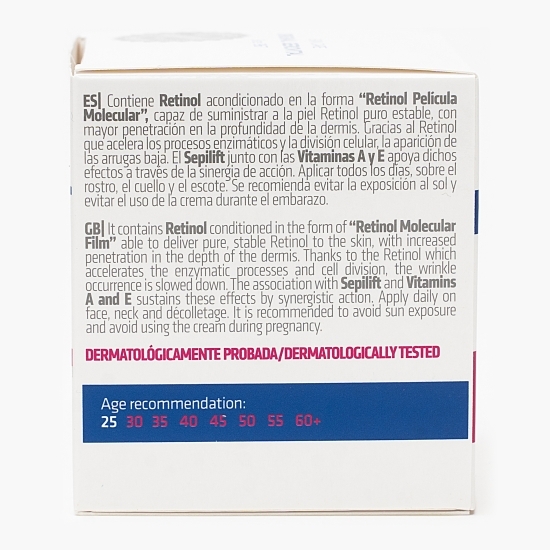 ES| Contiene Retinol acondicionado en la forma “Retinol Película
Molecular”, capaz de suministrar a la piel Retinol puro estable, con
mayor penetración en la profundidad de la dermis. Gracias al Retinol
que acelera los procesos enzimáticos y la división celular, la aparición de
las arrugas baja. El Sepilift junto con las Vitaminas A y E apoya dichos
efectos a través de la sinergia de acción. Aplicar todos los días, sobre el
rostro, el cuello y el escote. Se recomienda evitar la exposición al sol y
evitar el uso de la crema durante el embarazo.
GB| It contains Retinol conditioned in the form of “Retinol Molecular
Film” able to deliver pure, stable Retinol to the skin, with increased
penetration in the depth of the dermis. Thanks to the Retinol which
accelerates the enzymatic processes and cell division, the wrinkle
occurrence is slowed down. The association with Sepilift and Vitamins
A and E sustains these effects by synergistic action. Apply daily on
face, neck and décolletage. It is recommended to avoid sun exposure
and avoid using the cream during pregnancy.
DERMATOLÓGICAMENTE PROBADA/DERMATOLOGICALLY TESTED
Age recommendation:
25 30 35 40 45 50 55 60+